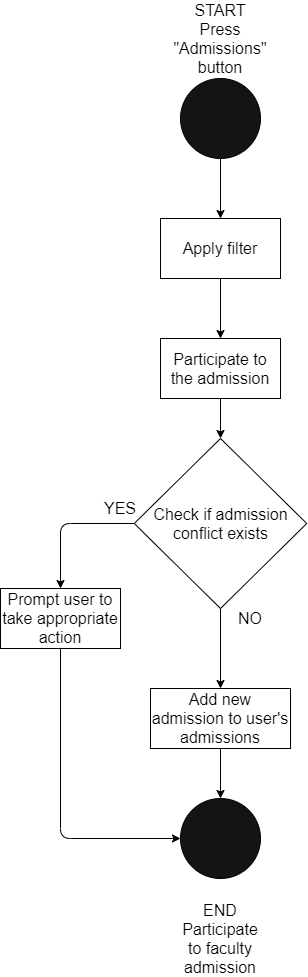 START
Press
"Admissions"
button
Apply filter
Participate to
the admission
Check if admission
conflict exists
YES
Prompt user to
take appropriate
action
NO
Add new
admission to user's
admissions
END
Participate
to faculty
admission